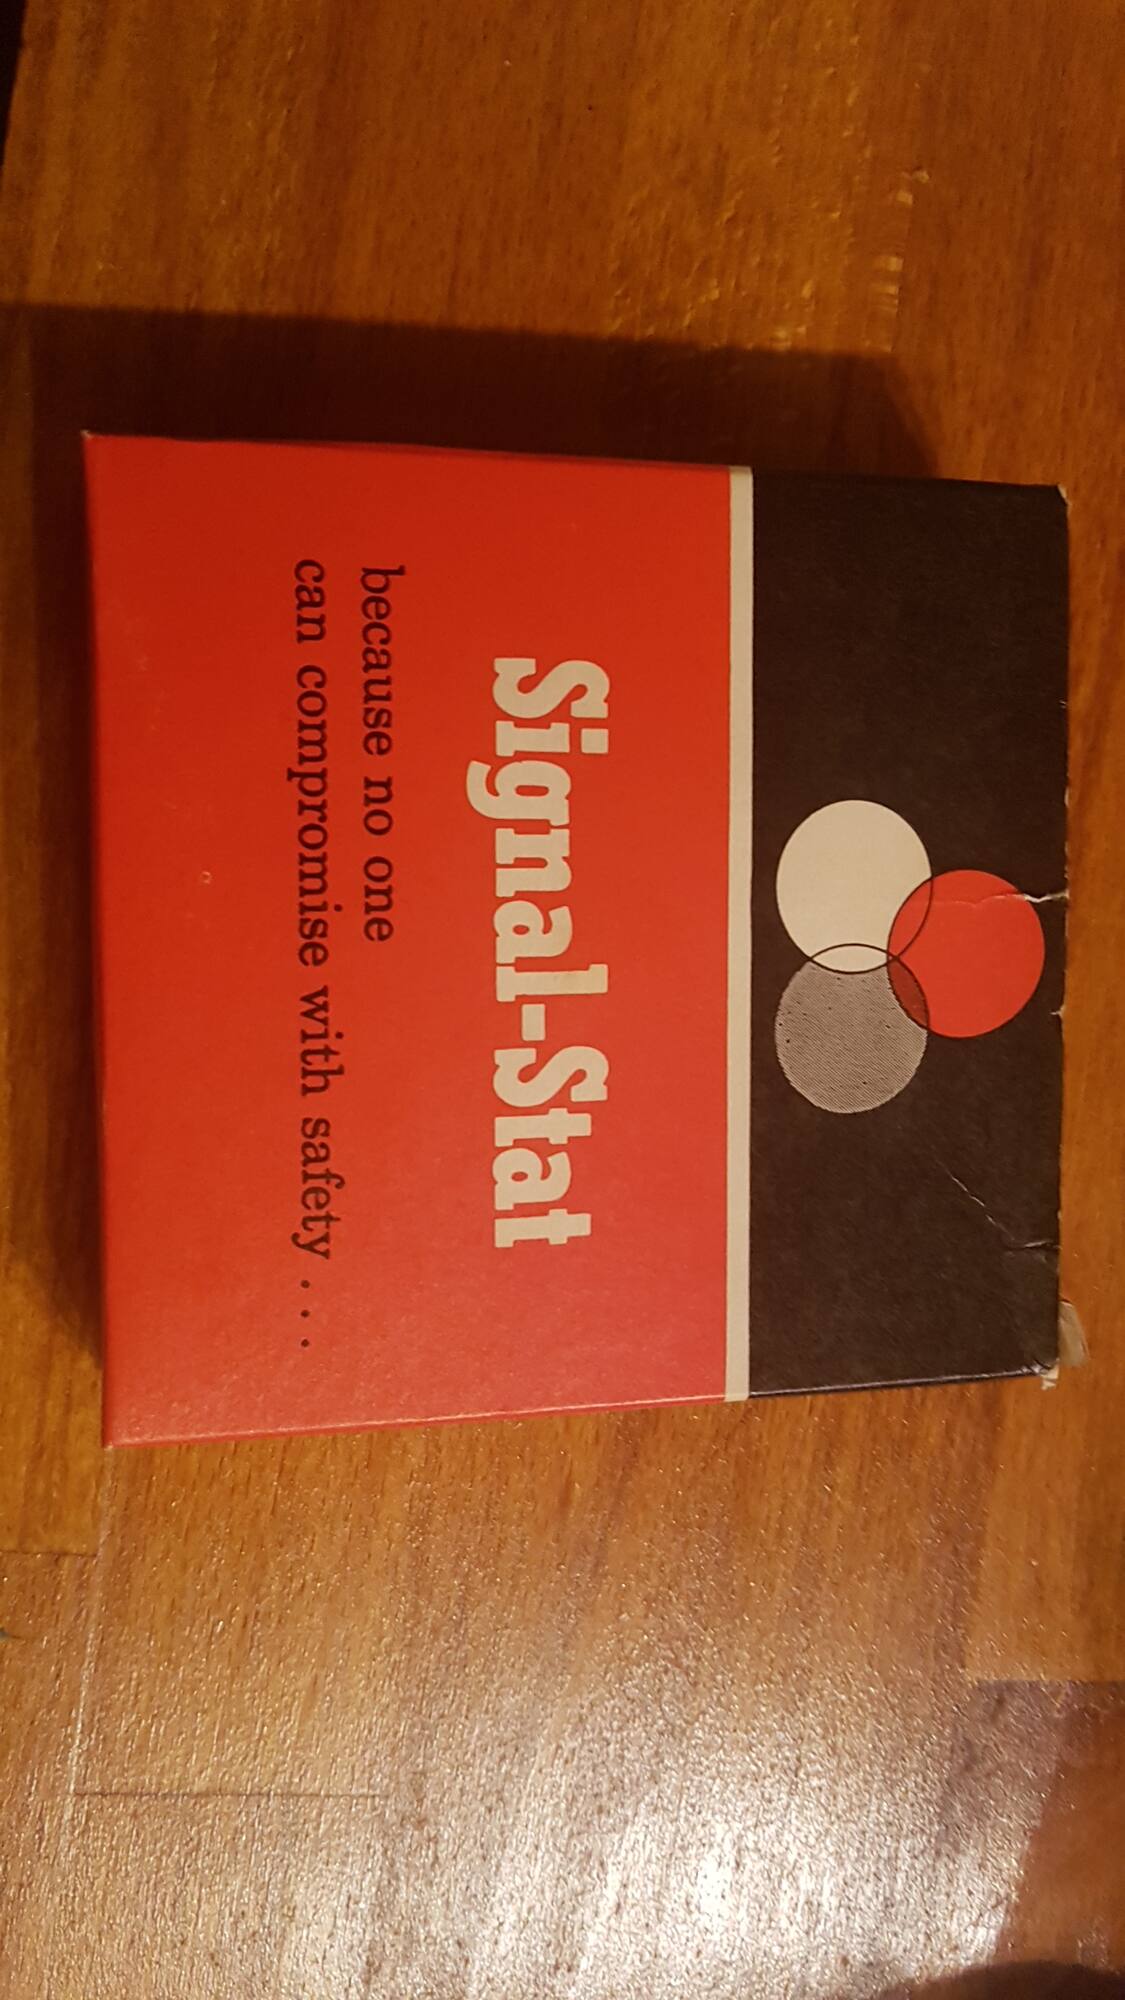 Signal-Stat
because no one
can compromise with safety . . .